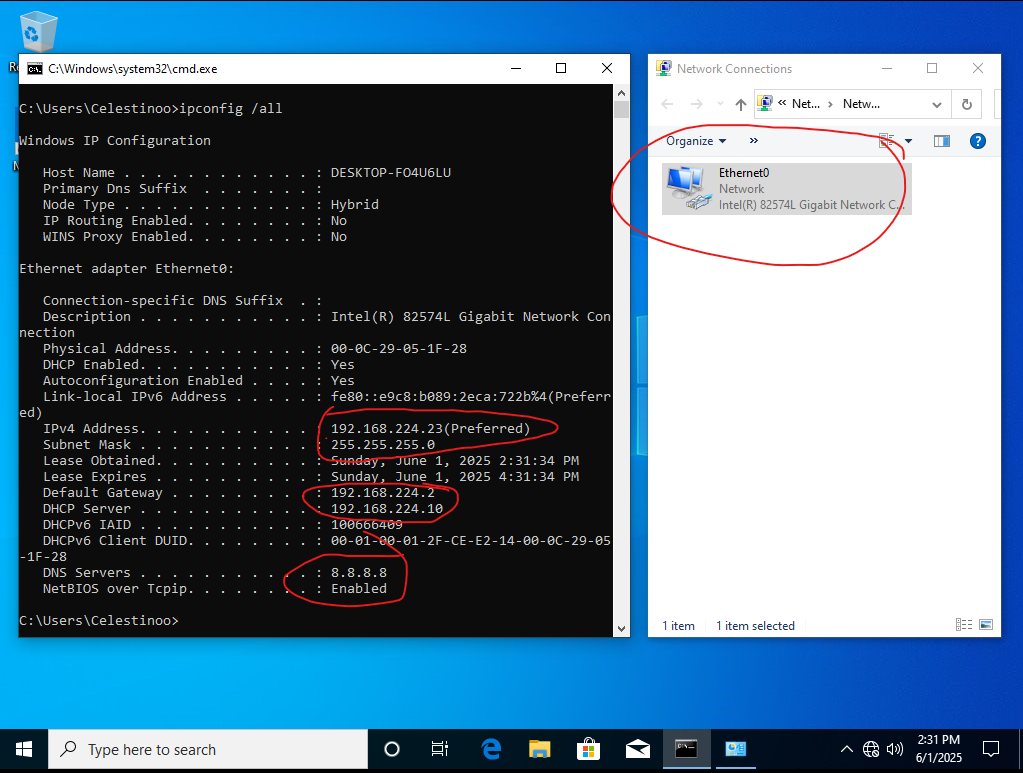 C:\Windows\system32\cmd.exe
C:\Users\Celestinoo>ipconfig /all
Windows IP Configuration
Host Name . . . . . . . . . . . . : DESKTOP-FO4U6LU
Primary Dns Suffix  . . . . . . . :
Node Type . . . . . . . . . . . . : Hybrid
IP Routing Enabled. . . . . . . . : No
WINS Proxy Enabled. . . . . . . . : No
Ethernet adapter Ethernet0:
Connection-specific DNS Suffix  . :
Description . . . . . . . . . . . : Intel(R) 82574L Gigabit Network Con
nection
Physical Address. . . . . . . . . : 00-0C-29-05-1F-28
DHCP Enabled. . . . . . . . . . . : Yes
Autoconfiguration Enabled . . . . : Yes
Link-local IPv6 Address . . . . . : fe80::e9c8:b089:2eca:722b%4(Preferr
ed)
IPv4 Address. . . . . . . . . . . : 192.168.224.23(Preferred)
Subnet Mask . . . . . . . . . . . : 255.255.255.0
Lease Obtained. . . . . . . . . . : Sunday, June 1, 2025 2:31:34 PM
Lease Expires . . . . . . . . . . : Sunday, June 1, 2025 4:31:34 PM
Default Gateway . . . . . . . . . : 192.168.224.2
DHCP Server . . . . . . . . . . . : 192.168.224.10
DHCPv6 IAID . . . . . . . . . . . : 100666409
DHCPv6 Client DUID. . . . . . . . : 00-01-00-01-2F-CE-E2-14-00-0C-29-05
-1F-28
DNS Servers . . . . . . . . . . . : 8.8.8.8
NetBIOS over Tcpip. . . . . . . . : Enabled
C:\Users\Celestinoo>
Network Connections
« Net... › Netw...
Organize »
Ethernet0
Network
Intel(R) 82574L Gigabit Network C...
1 item 1 item selected
Type here to search
2:31 PM
6/1/2025